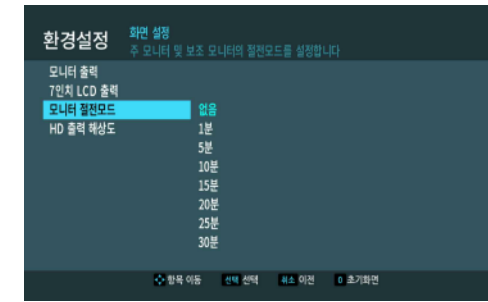 환경설정
화면 설정
주 모니터 및 보조 모니터의 절전모드를 설정합니다
모니터 출력
7인치 LCD 출력
모니터 절전모드
없음
HD 출력 해상도
1분
5분
10분
15분
20분
25분
30분
항목 이동 선택 선택 취소 이전 0 초기화면